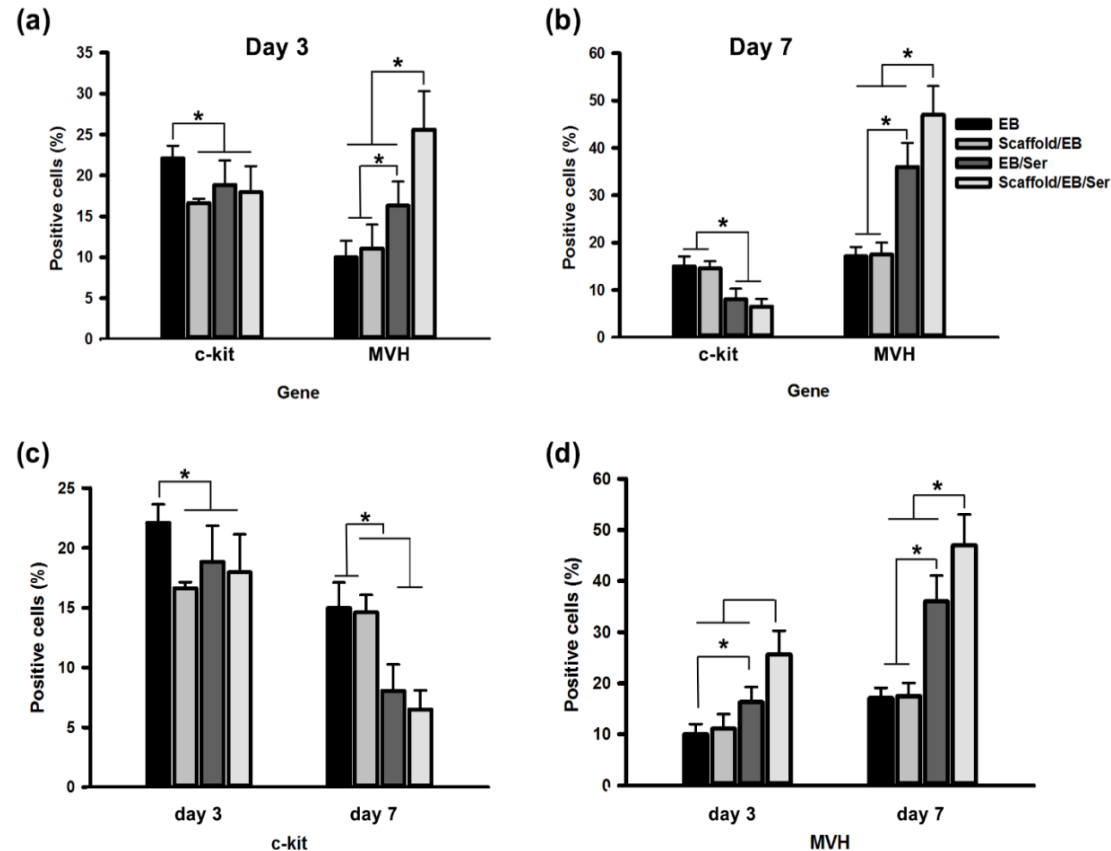 (a)
Day 3
Positive cells (%)
35
30
25
20
15
10
5
0
*
*
*
c-kit
MVH
Gene
(b)
Day 7
Positive cells (%)
60
50
40
30
20
10
0
*
*
*
c-kit
MVH
Gene
EB
Scaffold/EB
EB/Ser
Scaffold/EB/Ser
(c)
Positive cells (%)
25
20
15
10
5
0
*
*
day 3
day 7
c-kit
(d)
Positive cells (%)
60
50
40
30
20
10
0
*
*
*
day 3
day 7
MVH